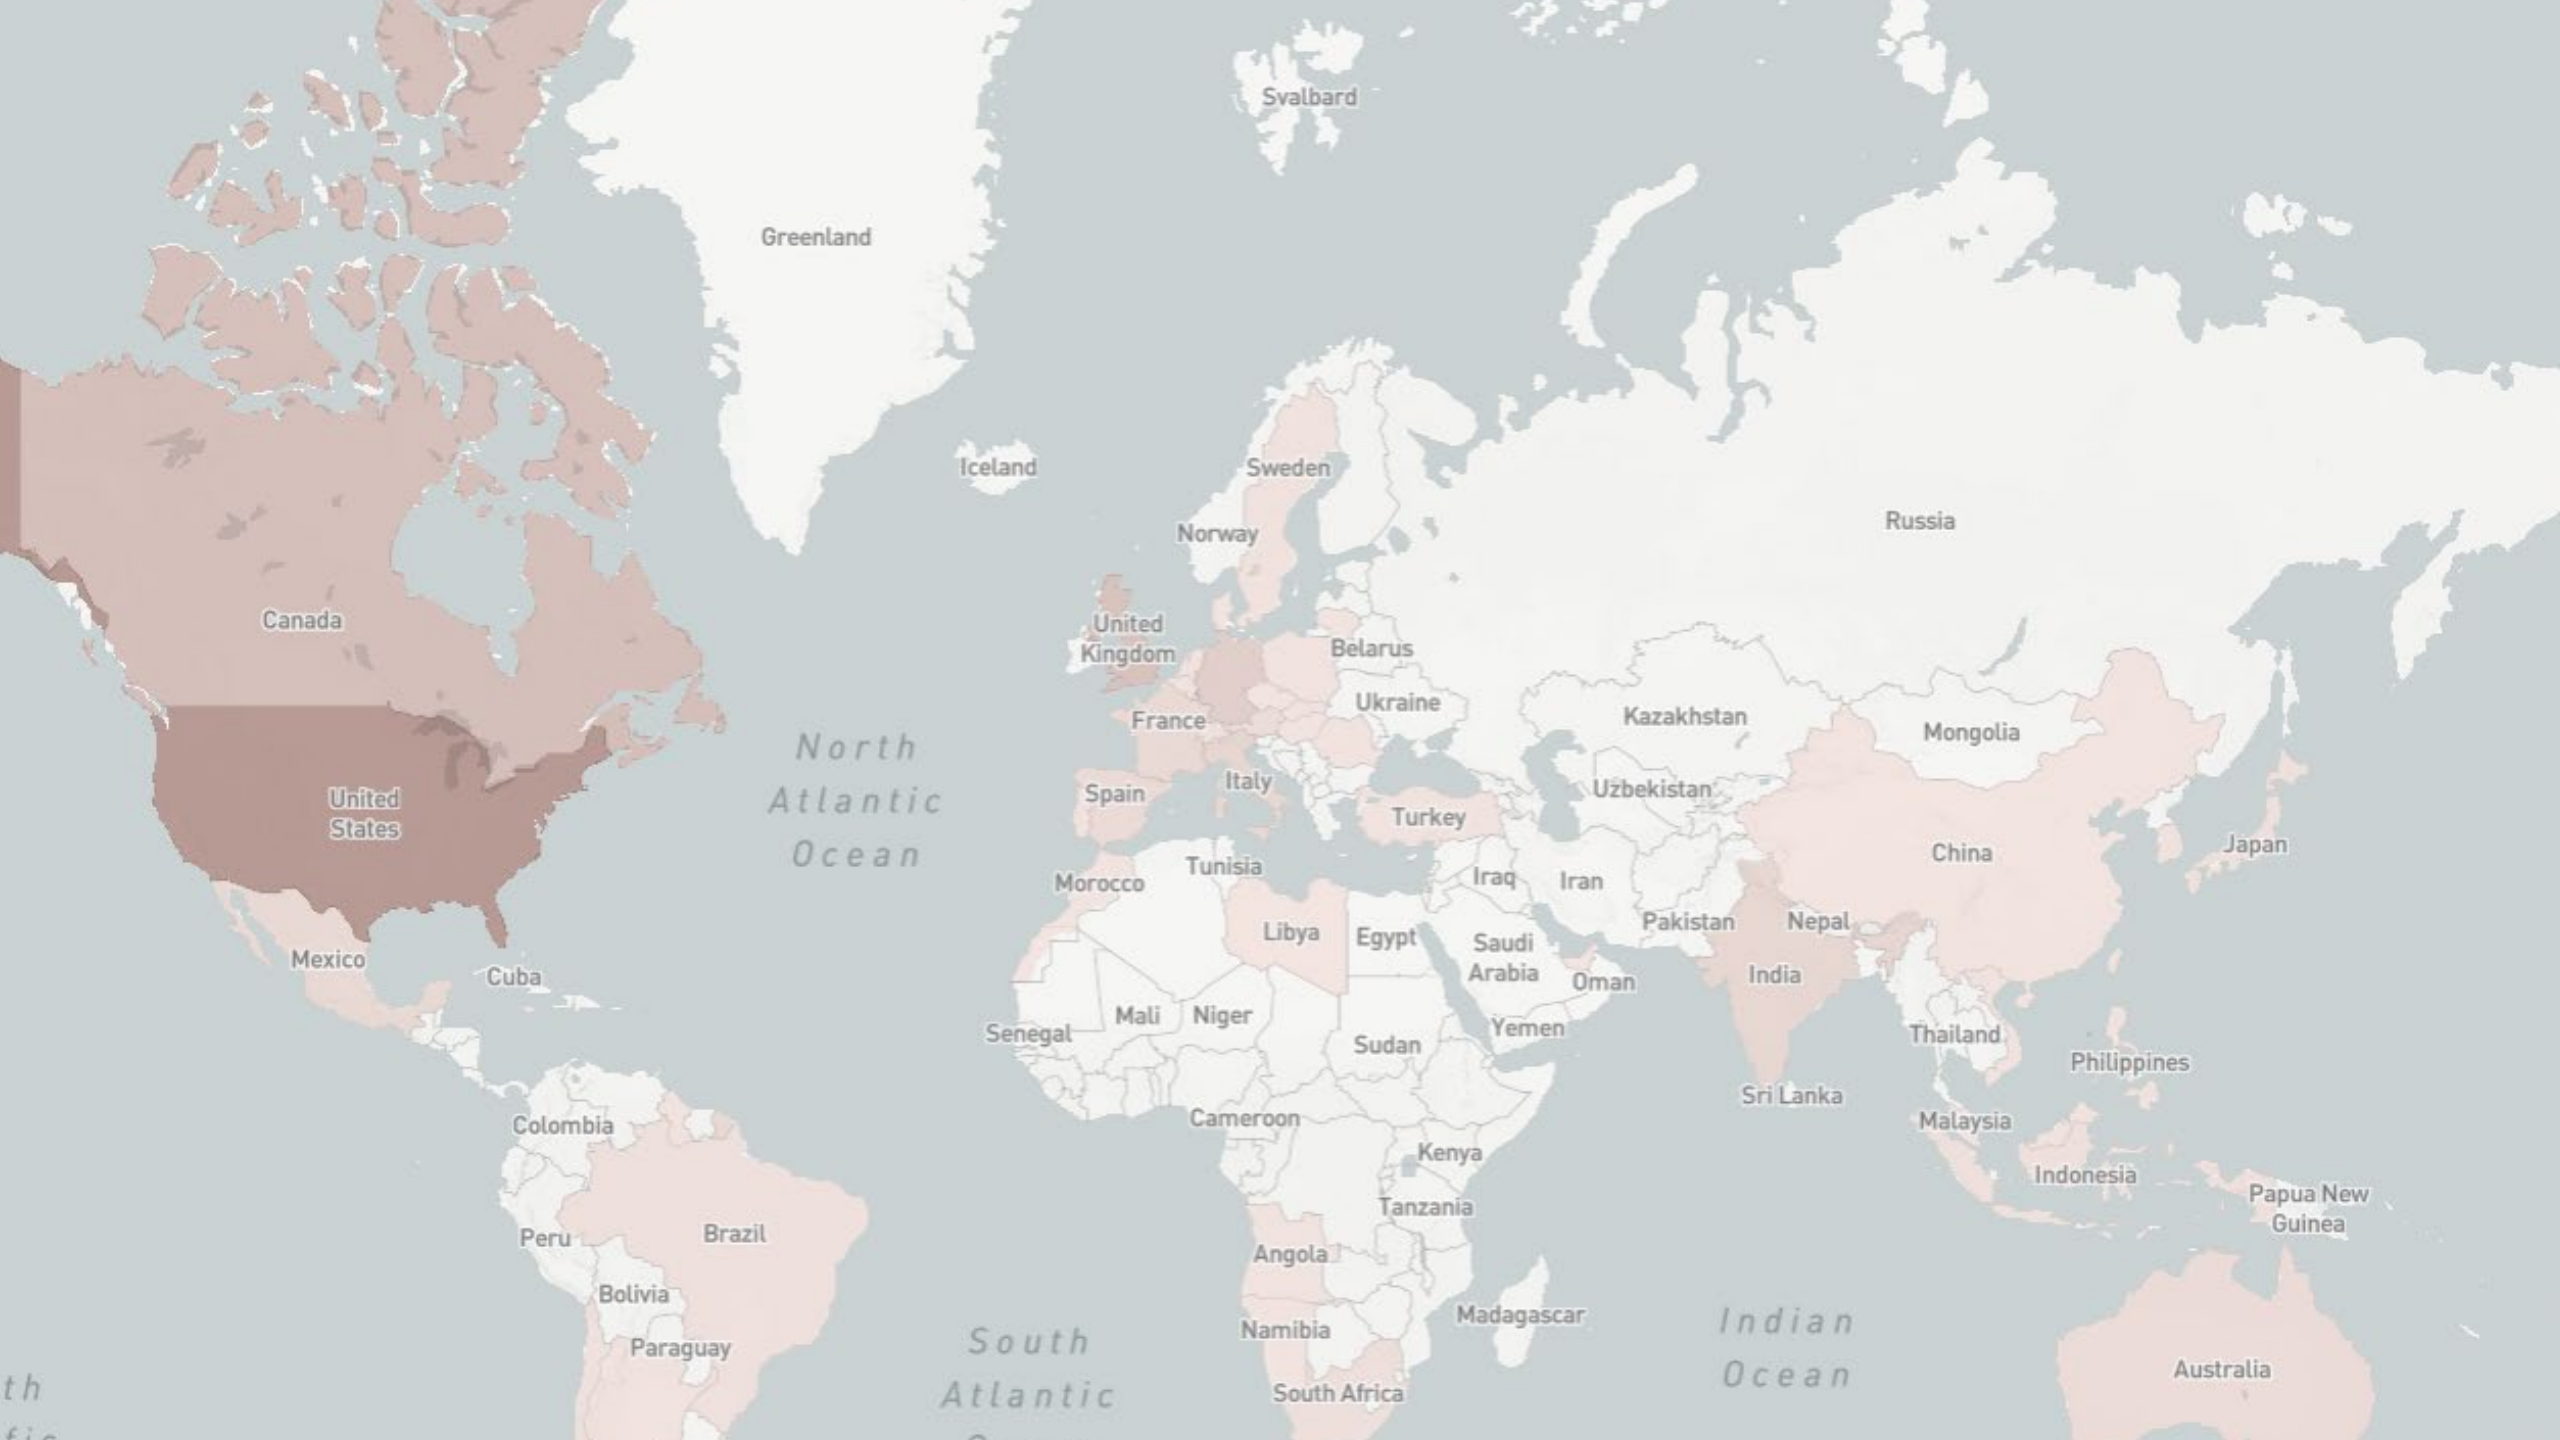 Svalbard
Greenland
Iceland
Sweden
Norway
Russia
Canada
United
Kingdom
Belarus
Ukraine
France
Kazakhstan
Mongolia
North
Atlantic
Ocean
United
States
Spain
Italy
Turkey
Uzbekistan
China
Japan
Morocco
Tunisia
Iraq
Iran
Libya
Egypt
Pakistan
Nepal
Saudi
Arabia
Oman
India
Mexico
Cuba
Mali
Niger
Senegal
Sudan
Yemen
Thailand
Philippines
Sri Lanka
Colombia
Cameroon
Malaysia
Kenya
Indonesia
Papua New
Guinea
Tanzania
Peru
Brazil
Angola
Bolivia
Madagascar
Namibia
Indian
Ocean
Paraguay
South
Atlantic
South Africa
Australia
th
fic